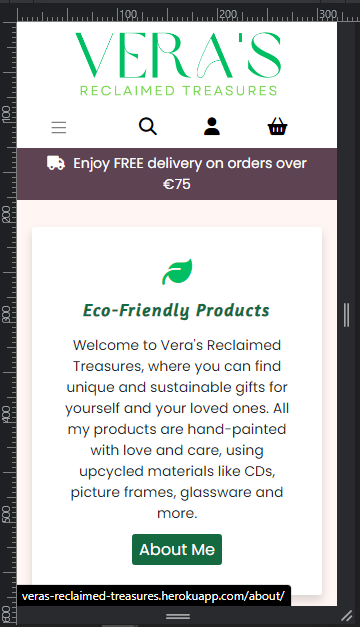 100
200
300
VERA'S
RECLAIMED TREASURES
100
Enjoy FREE delivery on orders over
€75
200
Eco-Friendly Products
300
Welcome to Vera's Reclaimed
Treasures, where you can find
unique and sustainable gifts for
yourself and your loved ones. All
400
my products are hand-painted
with love and care, using
upcycled materials like CDs,
picture frames, glassware and
more.
500
About Me
veras-reclaimed-treasures.herokuapp.com/about/
600